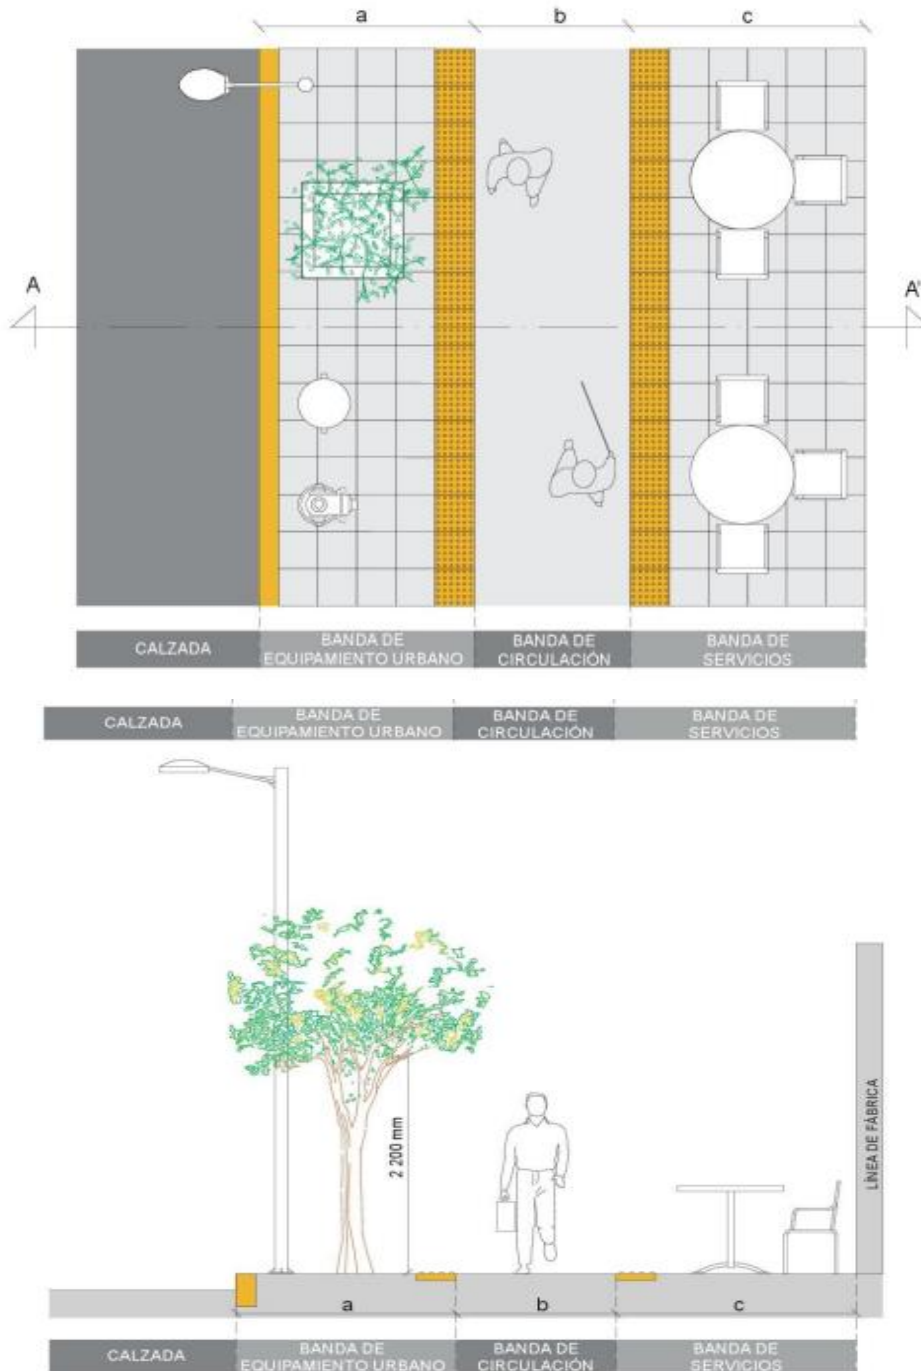 a b c
A A'
CALZADA
BANDA DE
EQUIPAMIENTO URBANO
BANDA DE
CIRCULACIÓN
BANDA DE
SERVICIOS
CALZADA
BANDA DE
EQUIPAMIENTO URBANO
BANDA DE
CIRCULACIÓN
BANDA DE
SERVICIOS
2 200 mm
LÍNEA DE FÁBRICA
a b c
CALZADA
BANDA DE
EQUIPAMIENTO URBANO
BANDA DE
CIRCULACIÓN
BANDA DE
SERVICIOS